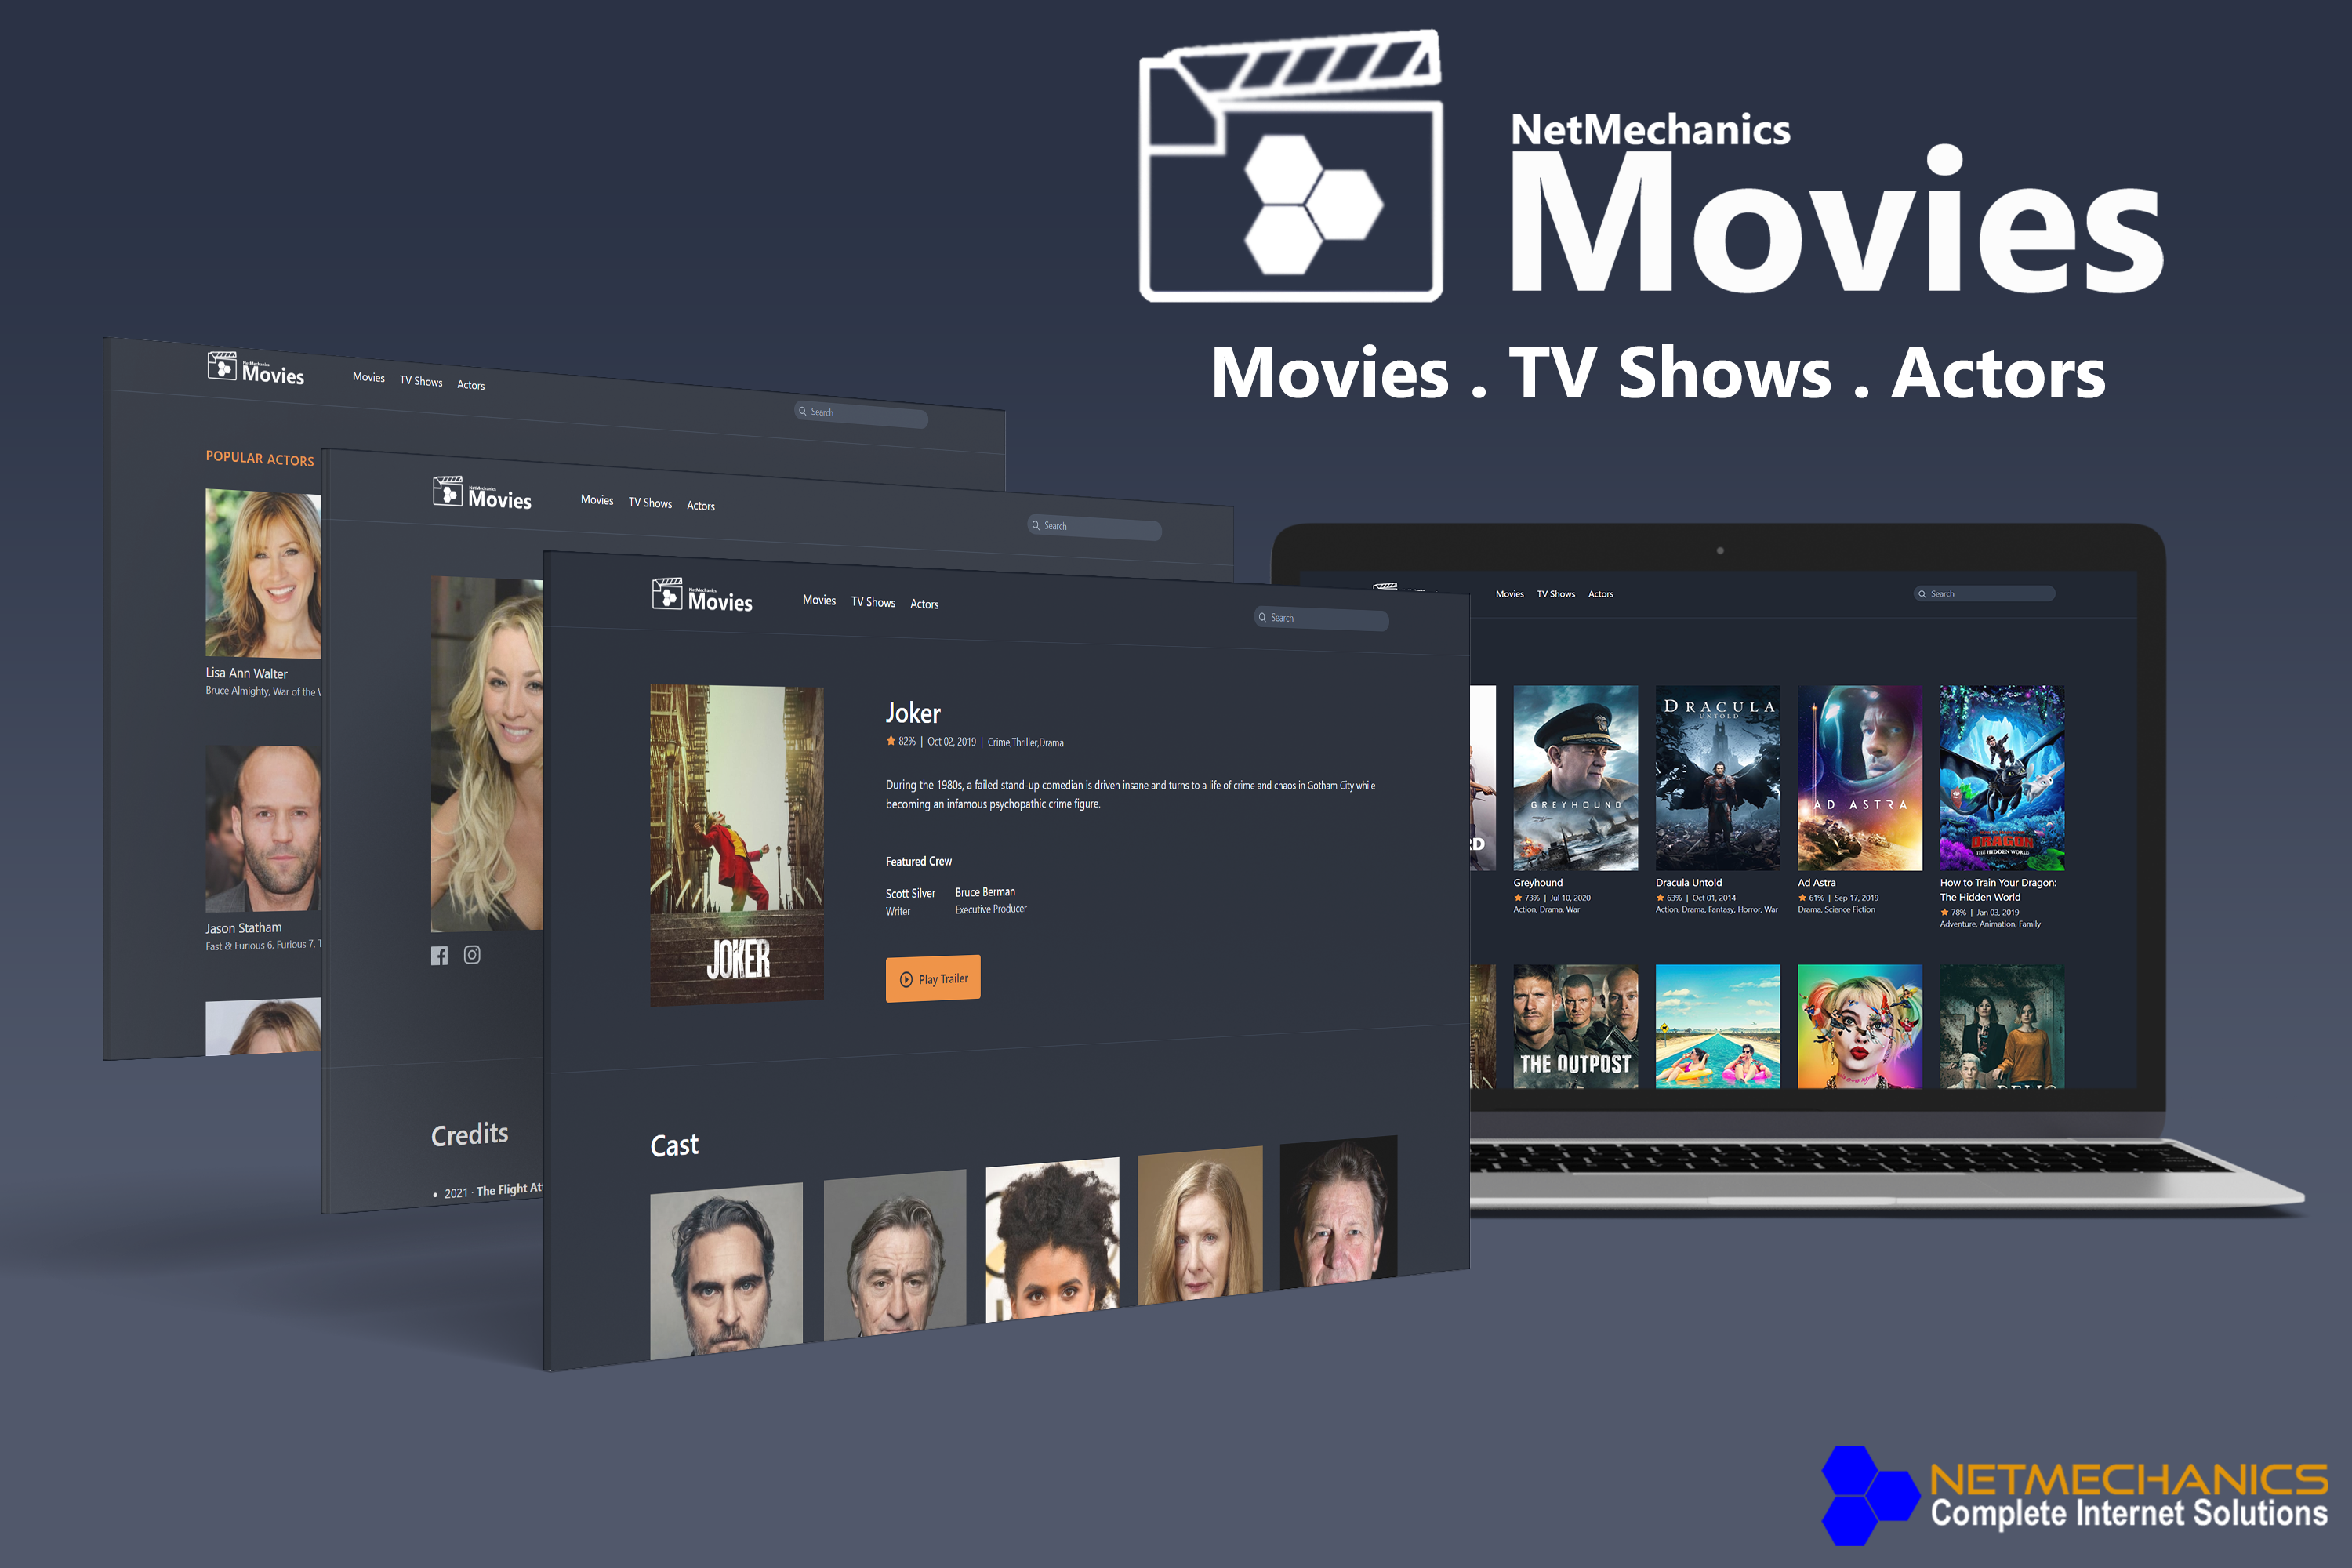 NetMechanics
Movies
Movies . TV Shows . Actors
NetMechanics
Movies
Movies
TV Shows
Actors
Search
POPULAR ACTORS
Lisa Ann Walter
Bruce Almighty, War of the
Jason Statham
Fast & Furious 6, Furious 7,
NetMechanics
Movies
Movies
TV Shows
Actors
Search
Credits
• 2021 · The Flight
NetMechanics
Movies
Movies
TV Shows
Actors
Search
JOKER
Joker
82% | Oct 02, 2019 | Crime,Thriller,Drama
During the 1980s, a failed stand-up comedian is driven insane and turns to a life of crime and chaos in Gotham City while
becoming an infamous psychopathic crime figure.
Featured Crew
Scott Silver
Writer
Bruce Berman
Executive Producer
Play Trailer
Cast
Movies
TV Shows
Actors
Search
GREYHOUND
Greyhound
73% | Jul 10, 2020
Action, Drama, War
DRACULA
UNTOLD
Dracula Untold
63% | Oct 01, 2014
Action, Drama, Fantasy, Horror, War
AD ASTRA
Ad Astra
61% | Sep 17, 2019
Drama, Science Fiction
DRAGON
THE HIDDEN WORLD
How to Train Your Dragon:
The Hidden World
78% | Jan 03, 2019
Adventure, Animation, Family
THE OUTPOST
NETMECHANICS
Complete Internet Solutions